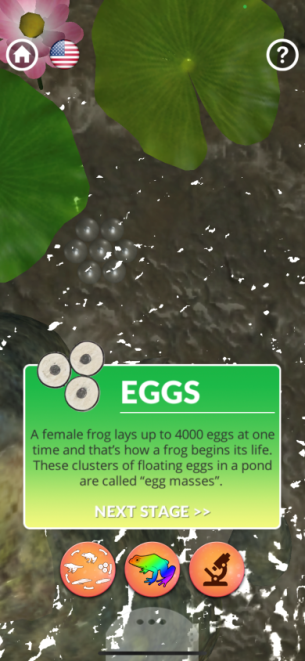 ?
EGGS
A female frog lays up to 4000 eggs at one
time and that's how a frog begins its life.
These clusters of floating eggs in a pond
are called "egg masses".
NEXT STAGE >>